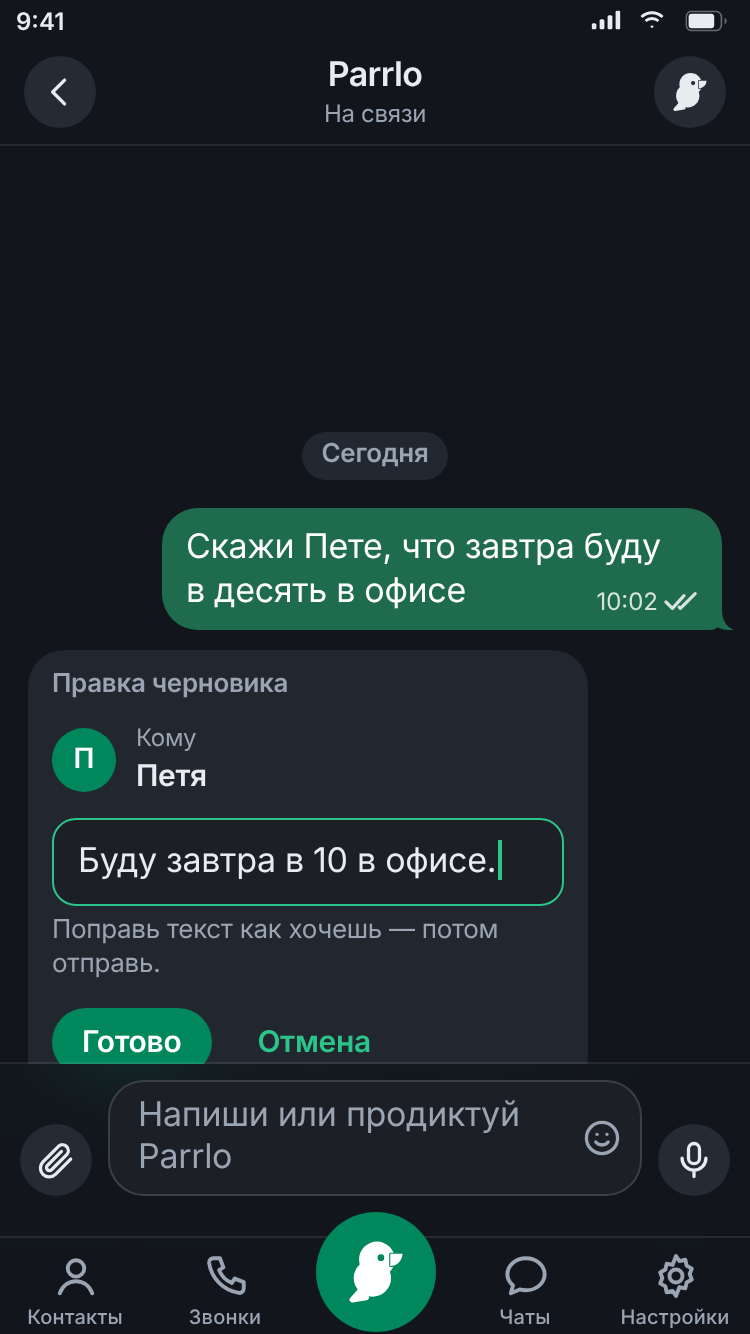 9:41
Parrlo
На связи
Сегодня
Скажи Пете, что завтра буду
в десять в офисе
10:02
Правка черновика
П
Кому
Петя
Буду завтра в 10 в офисе.
Поправь текст как хочешь — потом
отправь.
Готово
Отмена
Напиши или продиктуй
Parrlo
Контакты
Звонки
Чаты
Настройки